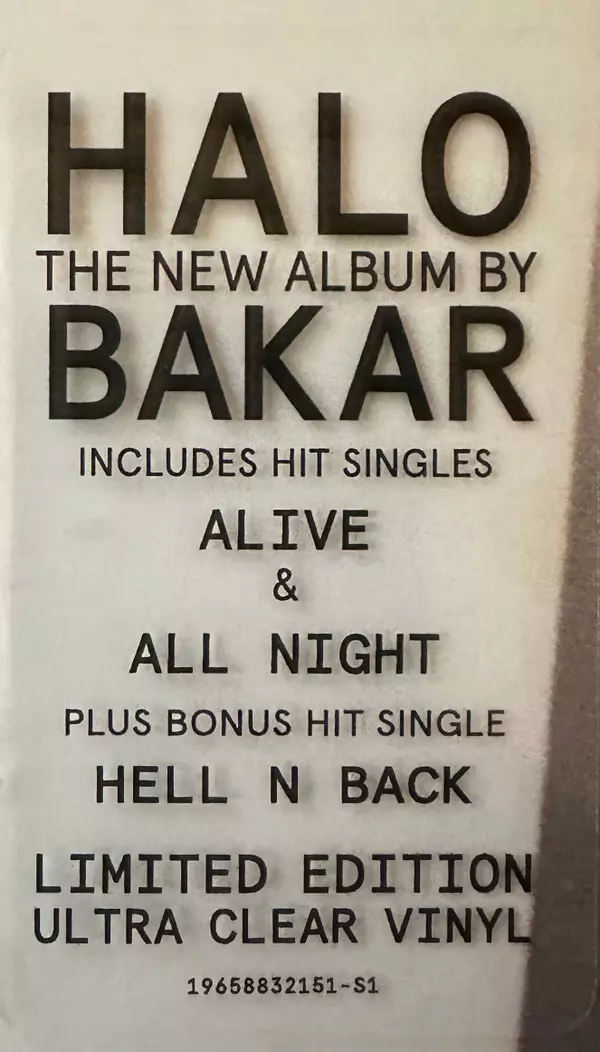 HALO
THE NEW ALBUM BY
BAKAR
INCLUDES HIT SINGLES
ALIVE
&
ALL NIGHT
PLUS BONUS HIT SINGLE
HELL N BACK
LIMITED EDITION
ULTRA CLEAR VINYL
19658832151-S1